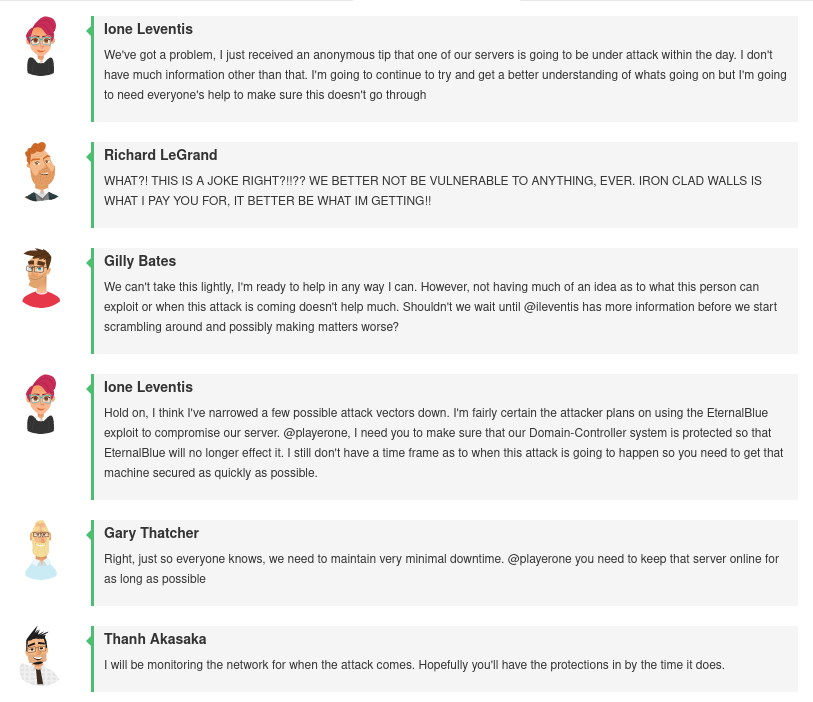 Ione Leventis
We've got a problem, I just received an anonymous tip that one of our servers is going to be under attack within the day. I don't
have much information other than that. I'm going to continue to try and get a better understanding of whats going on but I'm going
to need everyone's help to make sure this doesn't go through
Richard LeGrand
WHAT?! THIS IS A JOKE RIGHT?!!?? WE BETTER NOT BE VULNERABLE TO ANYTHING, EVER. IRON CLAD WALLS IS
WHAT I PAY YOU FOR, IT BETTER BE WHAT IM GETTING!!
Gilly Bates
We can't take this lightly, I'm ready to help in any way I can. However, not having much of an idea as to what this person can
exploit or when this attack is coming doesn't help much. Shouldn't we wait until @ileventis has more information before we start
scrambling around and possibly making matters worse?
Ione Leventis
Hold on, I think I've narrowed a few possible attack vectors down. I'm fairly certain the attacker plans on using the EternalBlue
exploit to compromise our server. @playerone, I need you to make sure that our Domain-Controller system is protected so that
EternalBlue will no longer effect it. I still don't have a time frame as to when this attack is going to happen so you need to get that
machine secured as quickly as possible.
Gary Thatcher
Right, just so everyone knows, we need to maintain very minimal downtime. @playerone you need to keep that server online for
as long as possible
Thanh Akasaka
I will be monitoring the network for when the attack comes. Hopefully you'll have the protections in by the time it does.